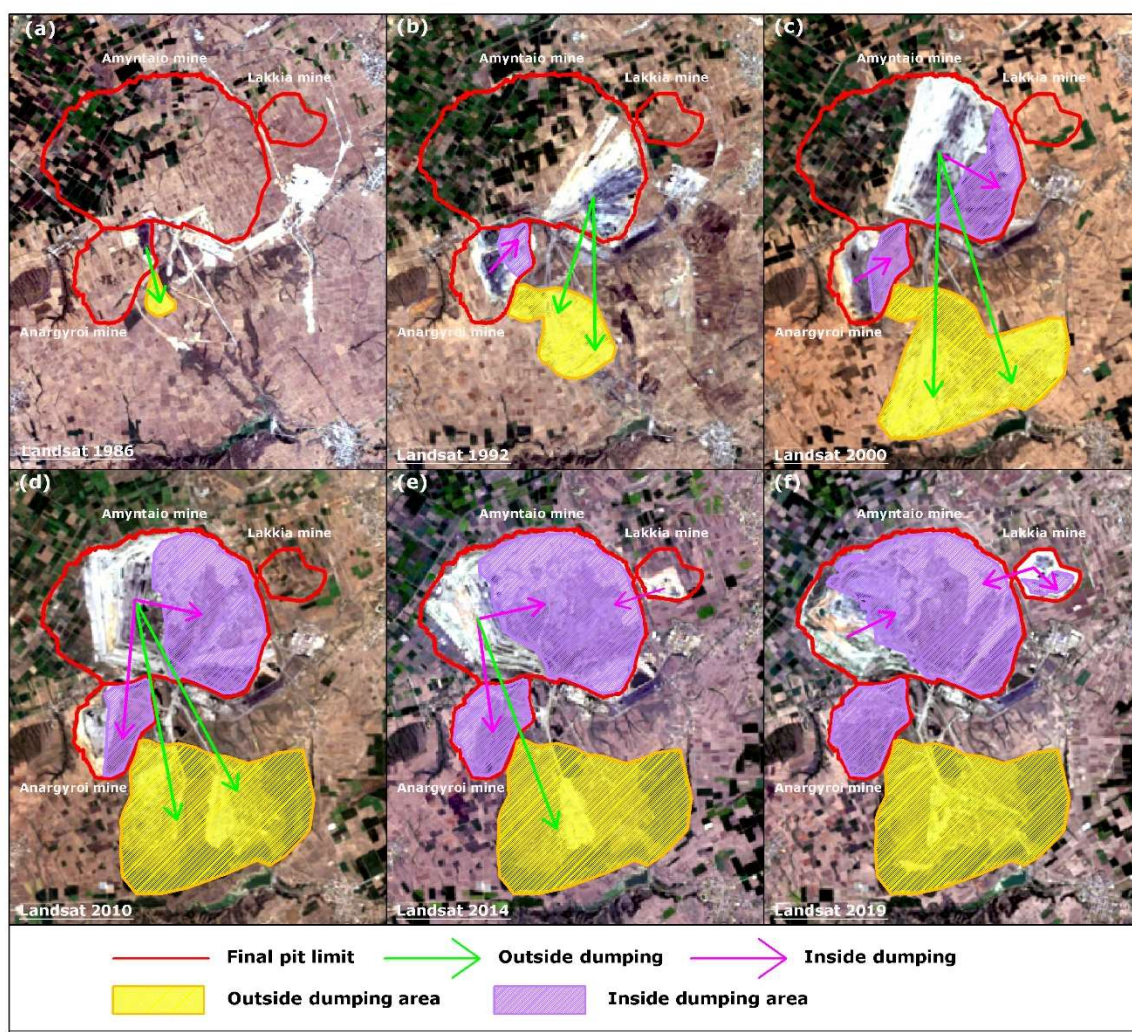 (a)
Amyntaio mine
Lakkia mine
Anargyroi mine
Landsat 1986
(b)
Amyntaio mine
Lakkia mine
Anargyroi mine
Landsat 1992
(c)
Amyntaio mine
Lakkia mine
Anargyroi mine
Landsat 2000
(d)
Amyntaio mine
Lakkia mine
Anargyroi mine
Landsat 2010
(e)
Amyntaio mine
Lakkia mine
Anargyroi mine
Landsat 2014
(f)
Amyntaio mine
Lakkia mine
Anargyroi mine
Landsat 2019
Final pit limit
Outside dumping
Inside dumping
Outside dumping area
Inside dumping area